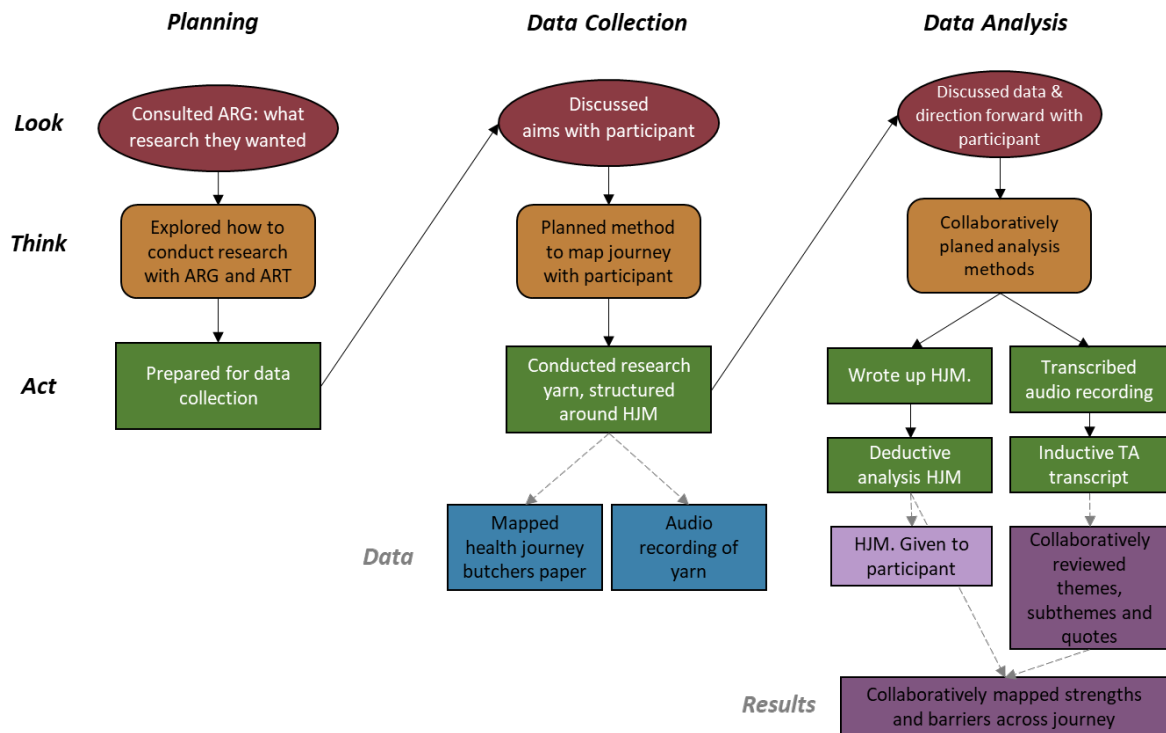 Planning
Data Collection
Data Analysis
Look
Consulted ARG: what
research they wanted
Discussed
aims with participant
Discussed data &
direction forward with
participant
Think
Explored how to
conduct research
with ARG and ART
Planned method
to map journey
with participant
Collaboratively
planed analysis
methods
Act
Prepared for data
collection
Conducted research
yarn, structured
around HJM
Wrote up HJM.
Transcribed
audio recording
Deductive
analysis HJM
Inductive TA
transcript
Data
Mapped
health journey
butchers paper
Audio
recording of
yarn
HJM. Given to
participant
Collaboratively
reviewed
themes,
subthemes and
quotes
Results
Collaboratively mapped strengths
and barriers across journey